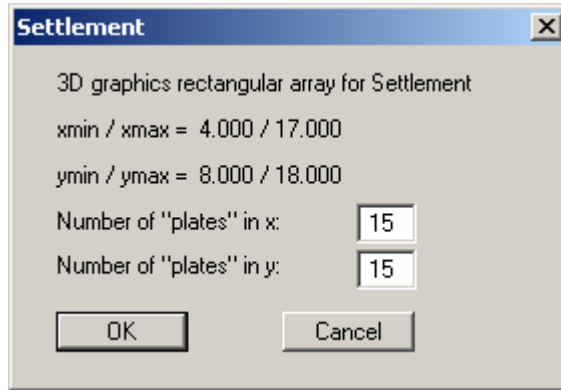 Settlement
3D graphics rectangular array for Settlement
xmin / xmax = 4.000 / 17.000
ymin / ymax = 8.000 / 18.000
Number of "plates" in x: 15
Number of "plates" in y: 15
OK Cancel